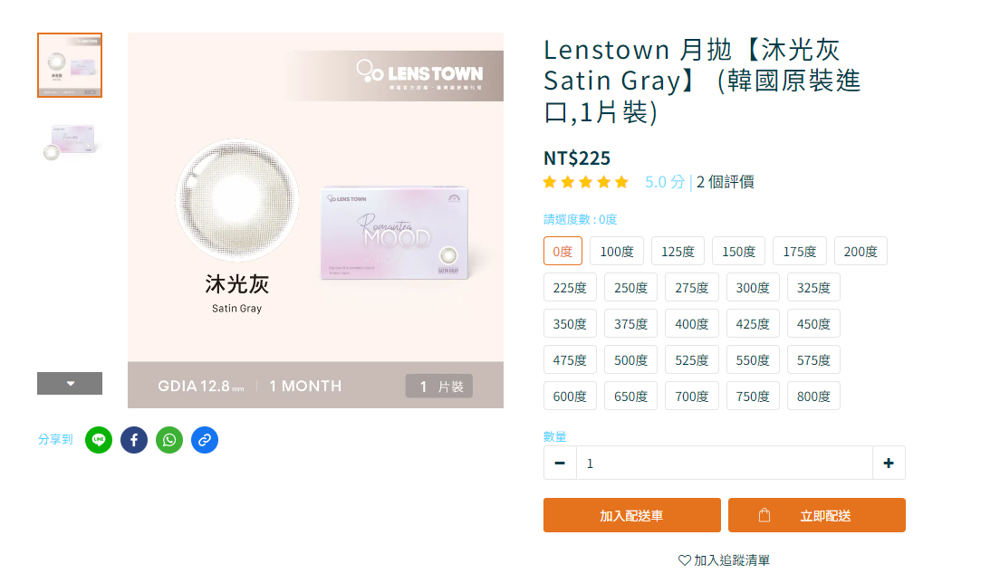 LENS TOWN
LENS TOWN
Romantea
MOOD
SATIN GRAY
沐光灰
Satin Gray
GDIA 12.8 mm | 1 MONTH
1 片裝
分享到
Lenstown 月拋【沐光灰
Satin Gray】 (韓國原裝進
口,1片裝)
NT$225
5.0 分 | 2 個評價
請選度數 : 0度
0度 100度 125度 150度 175度 200度
225度 250度 275度 300度 325度
350度 375度 400度 425度 450度
475度 500度 525度 550度 575度
600度 650度 700度 750度 800度
數量
1
加入配送車 立即配送
加入追蹤清單